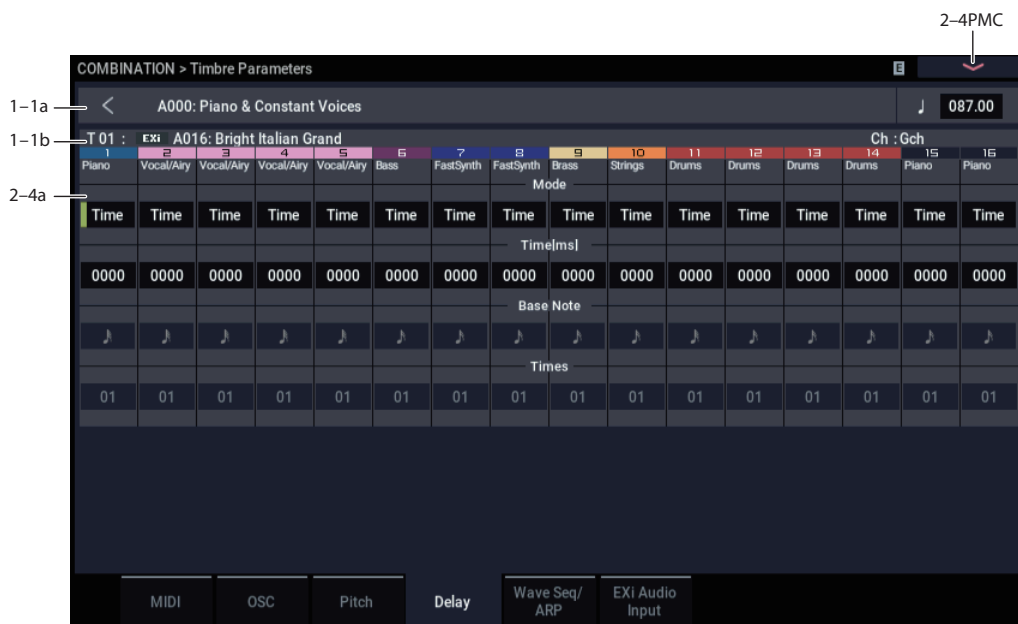 2–4PMC
COMBINATION > Timbre Parameters
E
1–1a
A000: Piano & Constant Voices
♩ 087.00
1–1b
T 01 : EXi A016: Bright Italian Grand
Ch : Gch
1 2 3 4 5 6 7 8 9 10 11 12 13 14 15 16
Piano Vocal/Airy Vocal/Airy Vocal/Airy Vocal/Airy Bass FastSynth FastSynth Brass Strings Drums Drums Drums Drums Piano Piano
Mode
2–4a
Time Time Time Time Time Time Time Time Time Time Time Time Time Time Time Time
Time[ms]
0000 0000 0000 0000 0000 0000 0000 0000 0000 0000 0000 0000 0000 0000 0000 0000
Base Note
♪ ♪ ♪ ♪ ♪ ♪ ♪ ♪ ♪ ♪ ♪ ♪ ♪ ♪ ♪ ♪
Times
01 01 01 01 01 01 01 01 01 01 01 01 01 01 01 01
MIDI
OSC
Pitch
Delay
Wave Seq/
ARP
EXi Audio
Input